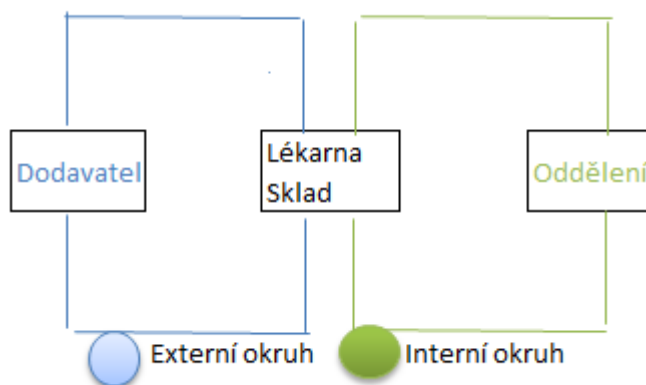 Dodavatel
Lékarna
Sklad
Oddělení
Externí okruh
Interní okruh